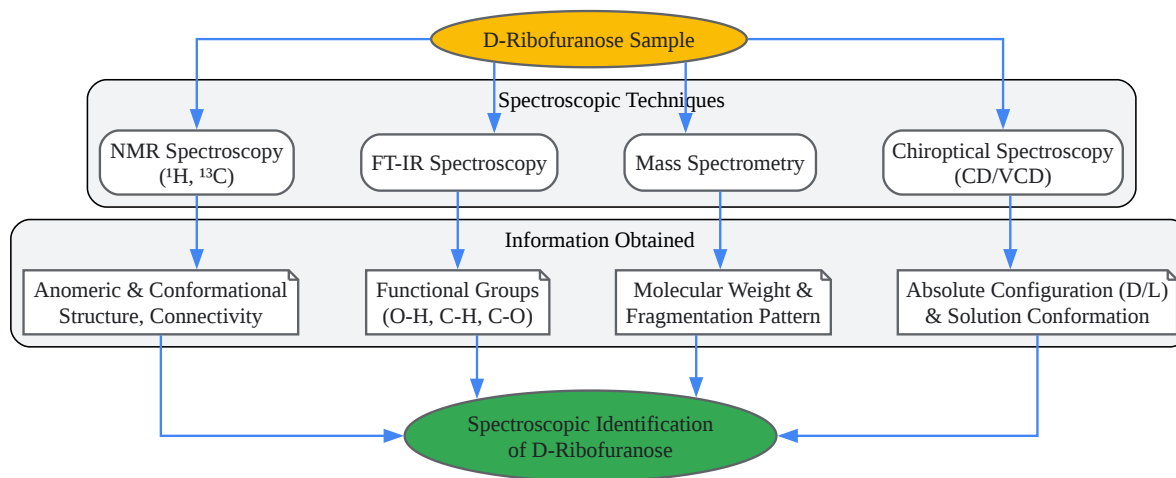 D-Ribofuranose Sample
Spectroscopic Techniques
NMR Spectroscopy
(¹H, ¹³C)
FT-IR Spectroscopy
Mass Spectrometry
Chiroptical Spectroscopy
(CD/VCD)
Information Obtained
Anomeric & Conformational
Structure, Connectivity
Functional Groups
(O-H, C-H, C-O)
Molecular Weight &
Fragmentation Pattern
Absolute Configuration (D/L)
& Solution Conformation
Spectroscopic Identification
of D-Ribofuranose